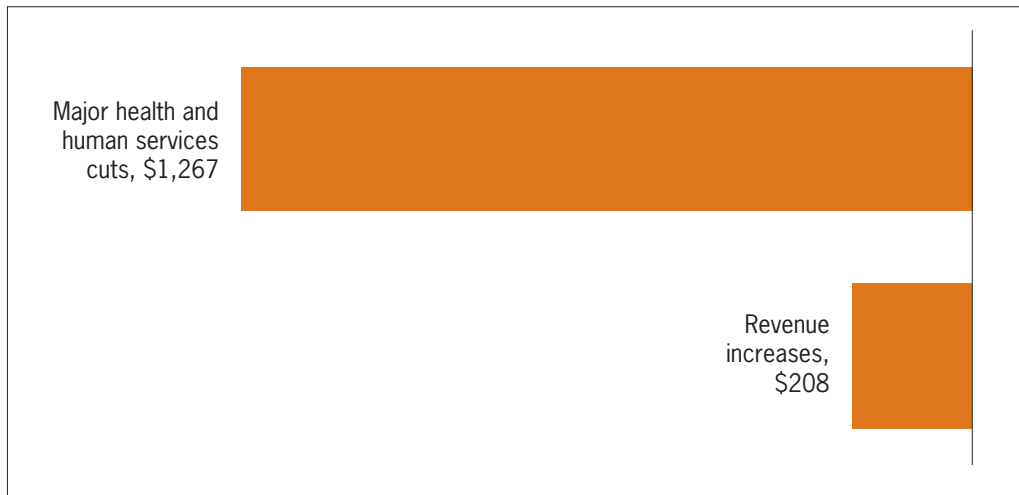 Major health and
human services
cuts, $1,267
Revenue
increases,
$208